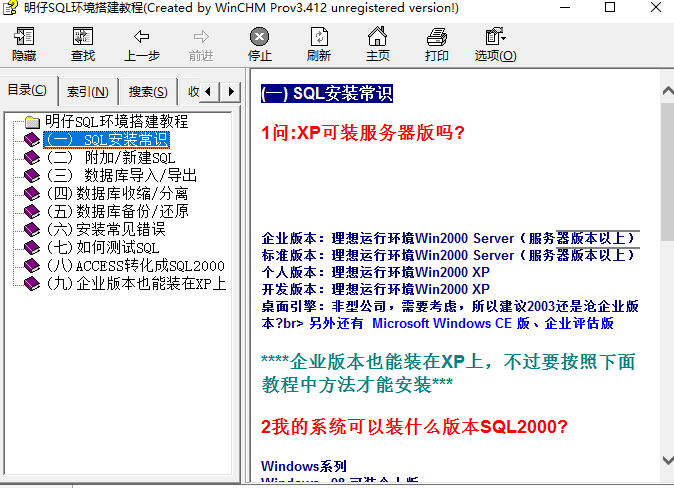 明仔SQL环境搭建教程(Created by WinCHM Prov3.412 unregistered version!)
隐藏 查找 上一步 前进 停止 刷新 主页 打印 选项(O)
目录(C) 索引(N) 搜索(S) 收
明仔SQL环境搭建教程
(一) SQL安装常识
(二) 附加/新建SQL
(三) 数据库导入/导出
(四)数据库收缩/分离
(五)数据库备份/还原
(六)安装常见错误
(七)如何测试SQL
(八)ACCESS转化成SQL2000
(九)企业版本也能装在XP上
(一) SQL安装常识
1问:XP可装服务器版吗?
企业版本：理想运行环境Win2000 Server（服务器版本以上）
标准版本：理想运行环境Win2000 Server（服务器版本以上）
个人版本：理想运行环境Win2000 XP
开发版本：理想运行环境Win2000 XP
桌面引擎：非型公司，需要考虑，所以建议2003还是沧企业版
本?br> 另外还有 Microsoft Windows CE 版、企业评估版
****企业版本也能装在XP上，不过要按照下面
教程中方法才能安装***
2我的系统可以装什么版本SQL2000?
Windows系列
Windows 98 可装个人版